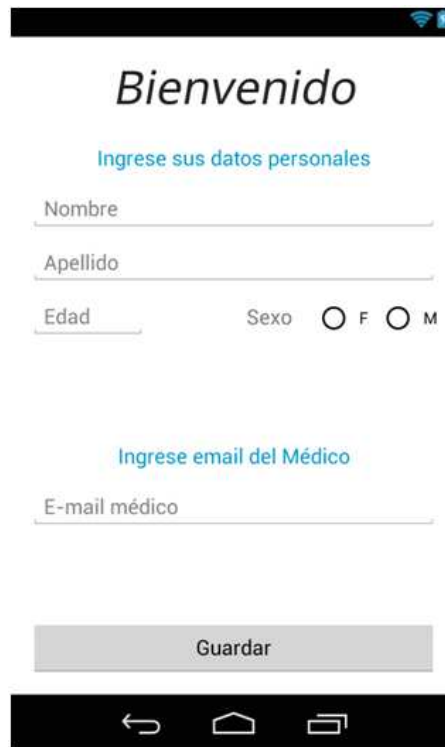 Bienvenido
Ingrese sus datos personales
Nombre
Apellido
Edad Sexo F M
Ingrese email del Médico
E-mail médico
Guardar